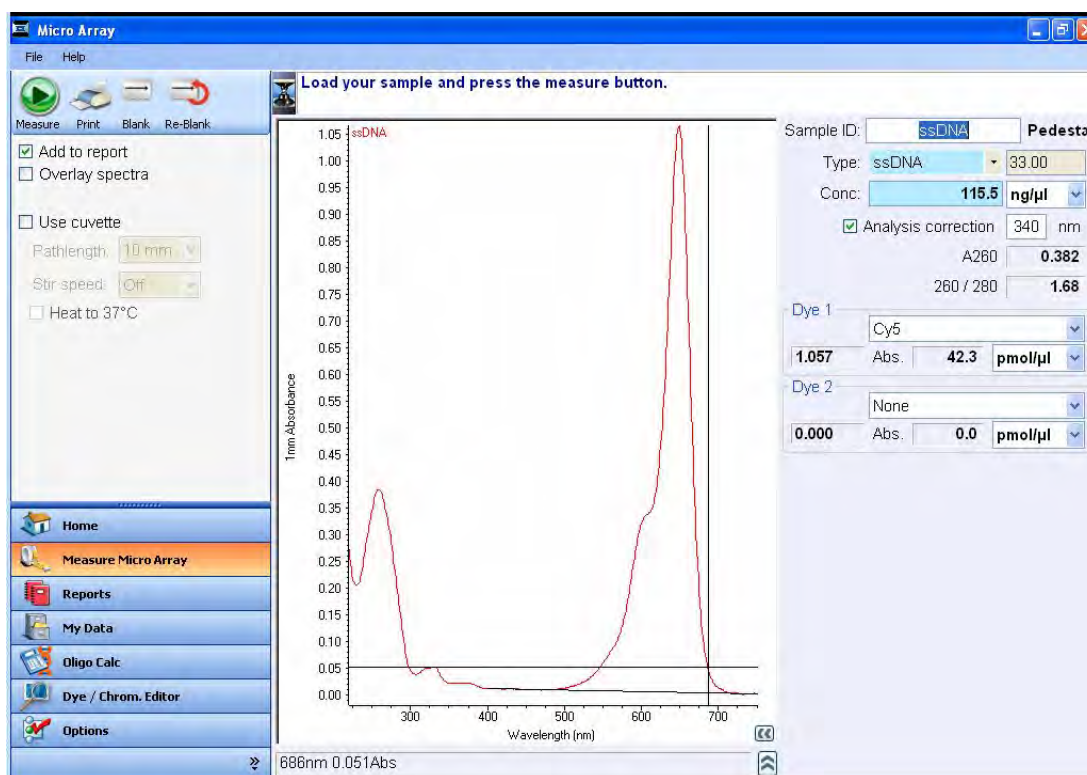 Micro Array
File Help
Measure Print Blank Re-Blank
Add to report
Overlay spectra
Use cuvette
Pathlength. 10 mm
Stir speed. Off
Heat to 37°C
Home
Measure Micro Array
Reports
My Data
Oligo Calc
Dye / Chrom. Editor
Options
Load your sample and press the measure button.
ssDNA
1mm Absorbance
1.05
1.00
0.95
0.90
0.85
0.80
0.75
0.70
0.65
0.60
0.55
0.50
0.45
0.40
0.35
0.30
0.25
0.20
0.15
0.10
0.05
0.00
300 400 500 600 700
Wavelength (nm)
686nm 0.051Abs
Sample ID: ssDNA Pedesta
Type: ssDNA 33.00
Conc: 115.5 ng/µl
Analysis correction 340 nm
A260 0.382
260 / 280 1.68
Dye 1
Cy5
1.057 Abs. 42.3 pmol/µl
Dye 2
None
0.000 Abs. 0.0 pmol/µl